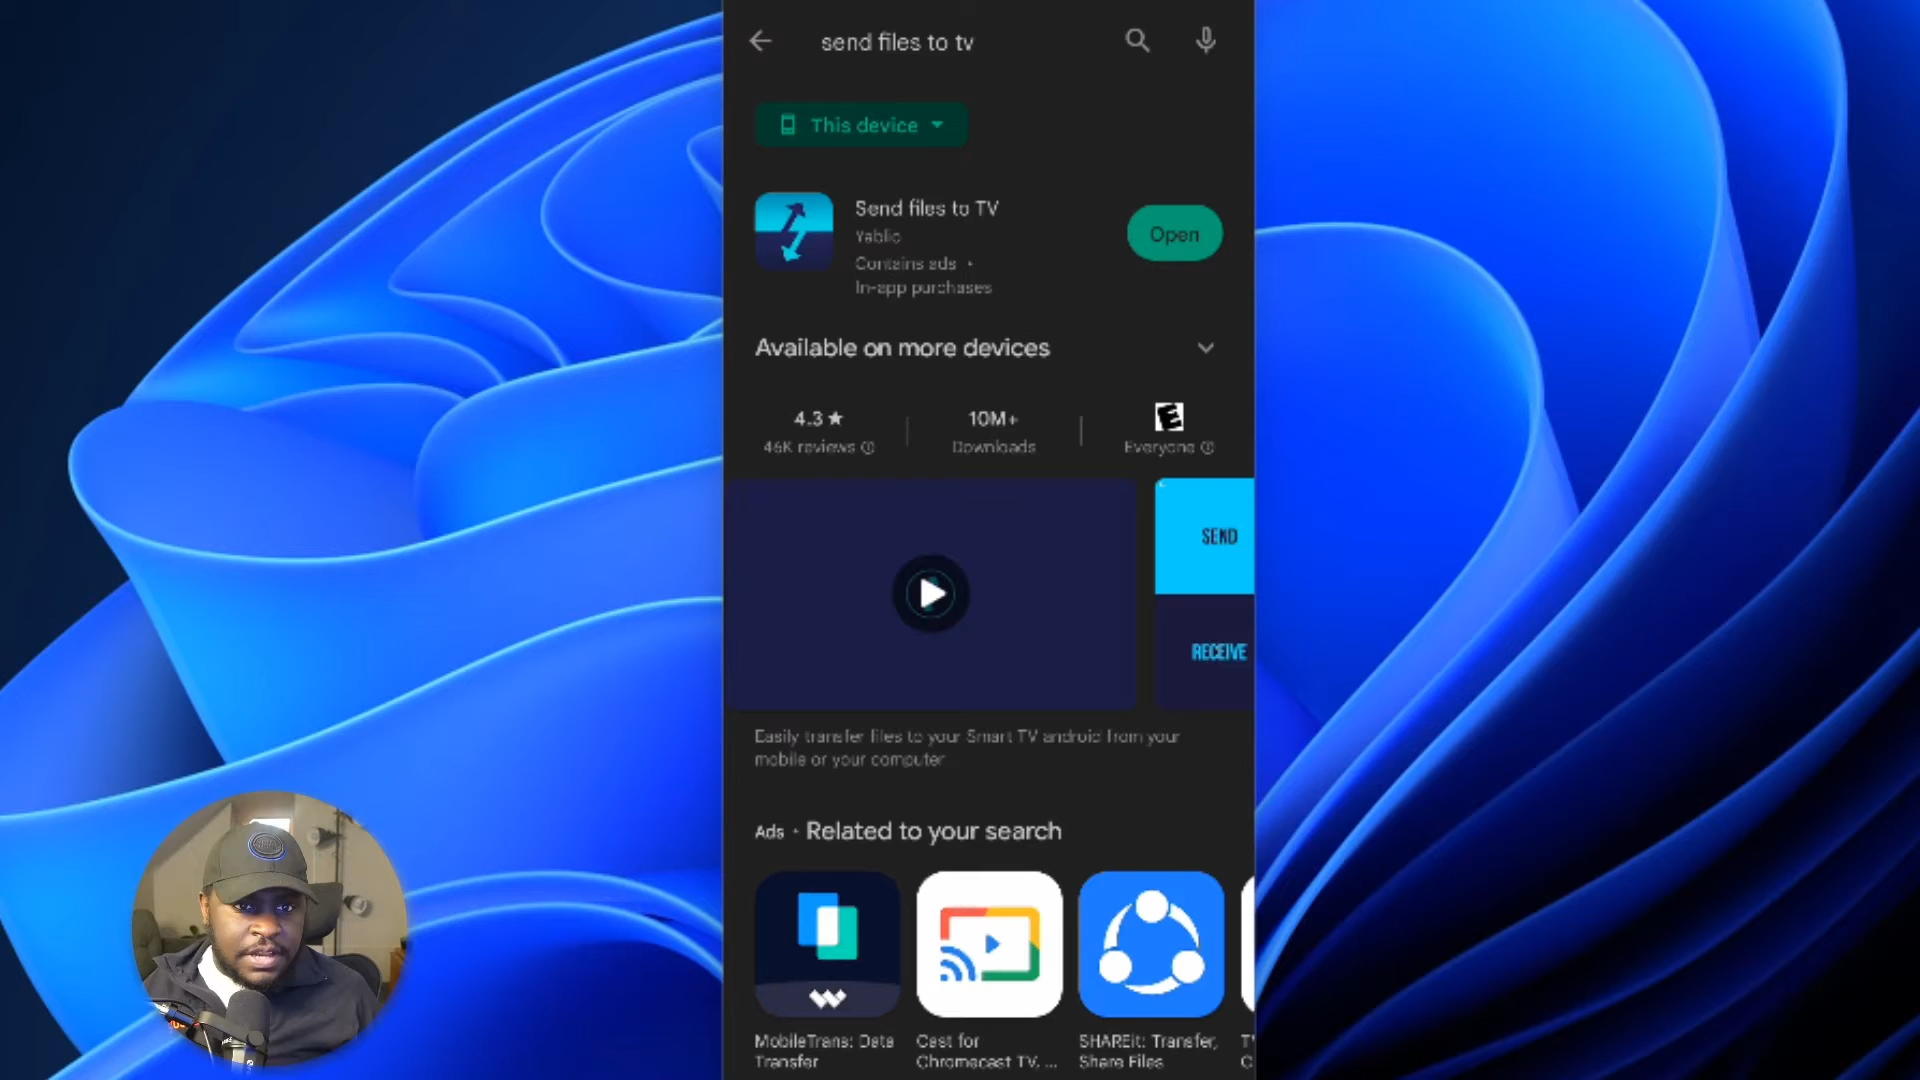 send files to tv
This device
Send files to TV
Yablio
Contains ads •
In-app purchases
Open
Available on more devices
4.3★
46K reviews
10M+
Downloads
E
Everyone
SEND
RECEIVE
Easily transfer files to your Smart TV android from your
mobile or your computer
Ads • Related to your search
MobileTrans: Data
Transfer
Cast for
Chromecast TV, ...
SHAREit: Transfer,
Share Files